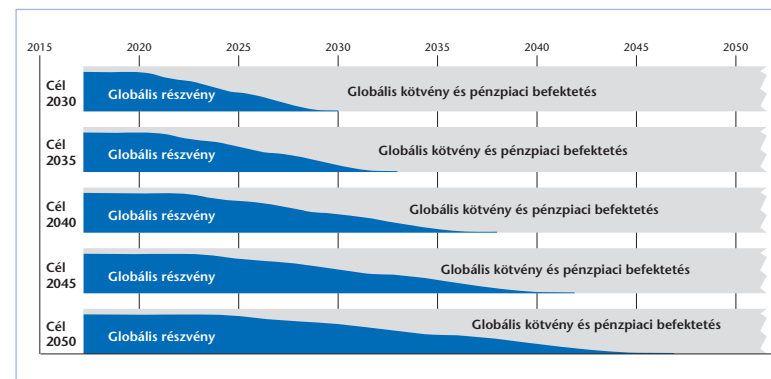 2015 2020 2025 2030 2035 2040 2045 2050
Cél
2030
Globális részvény
Globális kötvény és pénzpiaci befektetés
Cél
2035
Globális részvény
Globális kötvény és pénzpiaci befektetés
Cél
2040
Globális részvény
Globális kötvény és pénzpiaci befektetés
Cél
2045
Globális részvény
Globális kötvény és pénzpiaci befektetés
Cél
2050
Globális részvény
Globális kötvény és pénzpiaci befektetés